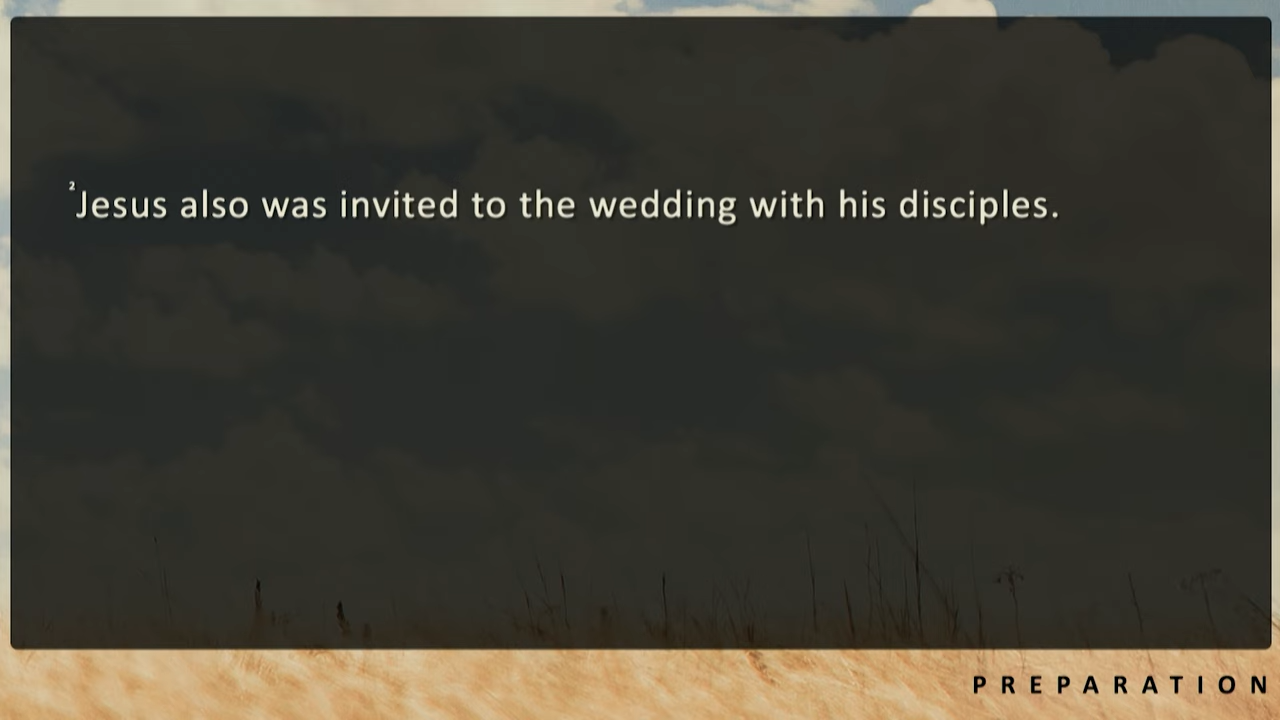 ²Jesus also was invited to the wedding with his disciples.
PREPARATION